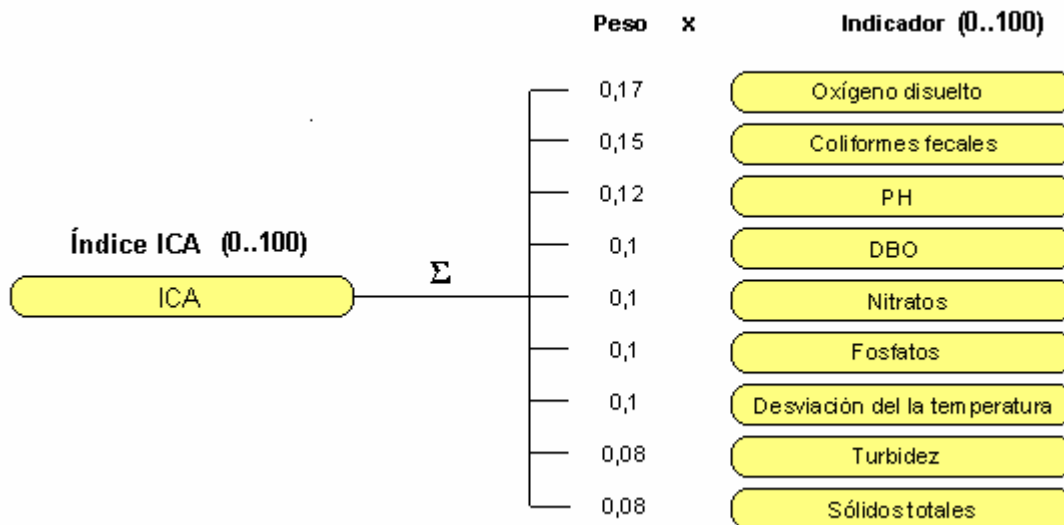 Peso x Indicador (0..100)
0,17 Oxígeno disuelto
0,15 Coliformes fecales
0,12 PH
Índice ICA (0..100)
0,1 DBO
ICA Σ 0,1 Nitratos
0,1 Fosfatos
0,1 Desviación del la temperatura
0,08 Turbidez
0,08 Sólidos totales